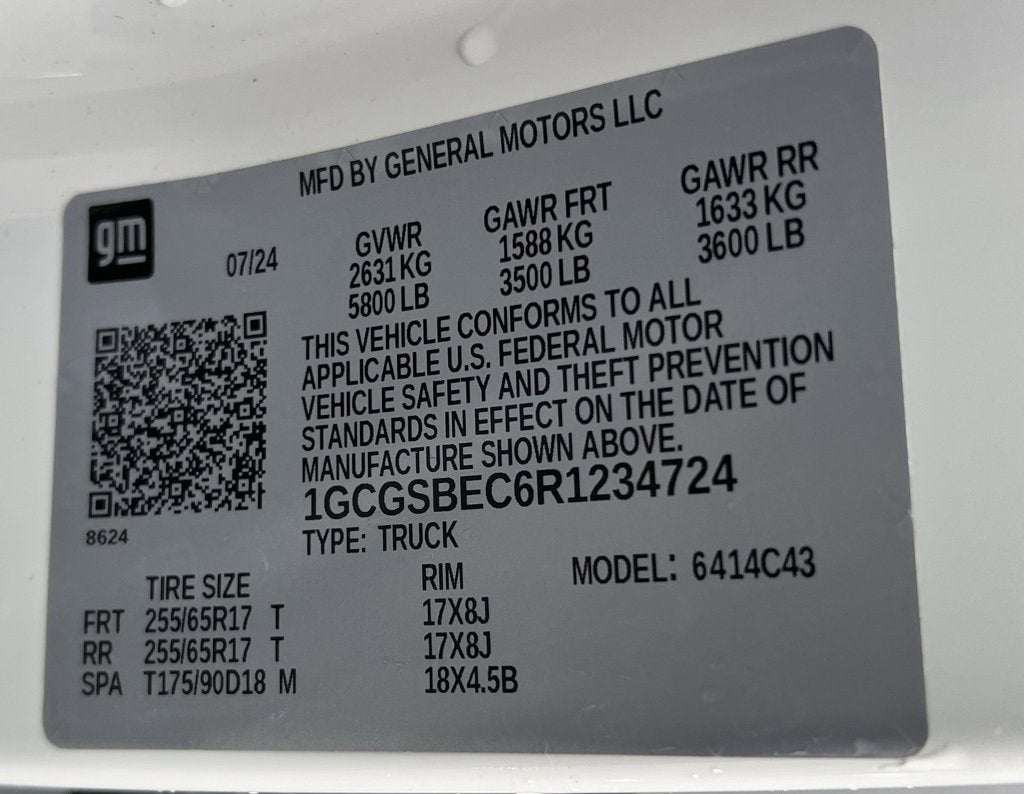 MFD BY GENERAL MOTORS LLC
gm
07/24
GVWR GAWR FRT GAWR RR
2631 KG 1588 KG 1633 KG
5800 LB 3500 LB 3600 LB
THIS VEHICLE CONFORMS TO ALL
APPLICABLE U.S. FEDERAL MOTOR
VEHICLE SAFETY AND THEFT PREVENTION
STANDARDS IN EFFECT ON THE DATE OF
MANUFACTURE SHOWN ABOVE.
1GCGSBEC6R1234724
8624
TYPE: TRUCK
MODEL: 6414C43
TIRE SIZE RIM
FRT 255/65R17 T 17X8J
RR 255/65R17 T 17X8J
SPA T175/90D18 M 18X4.5B